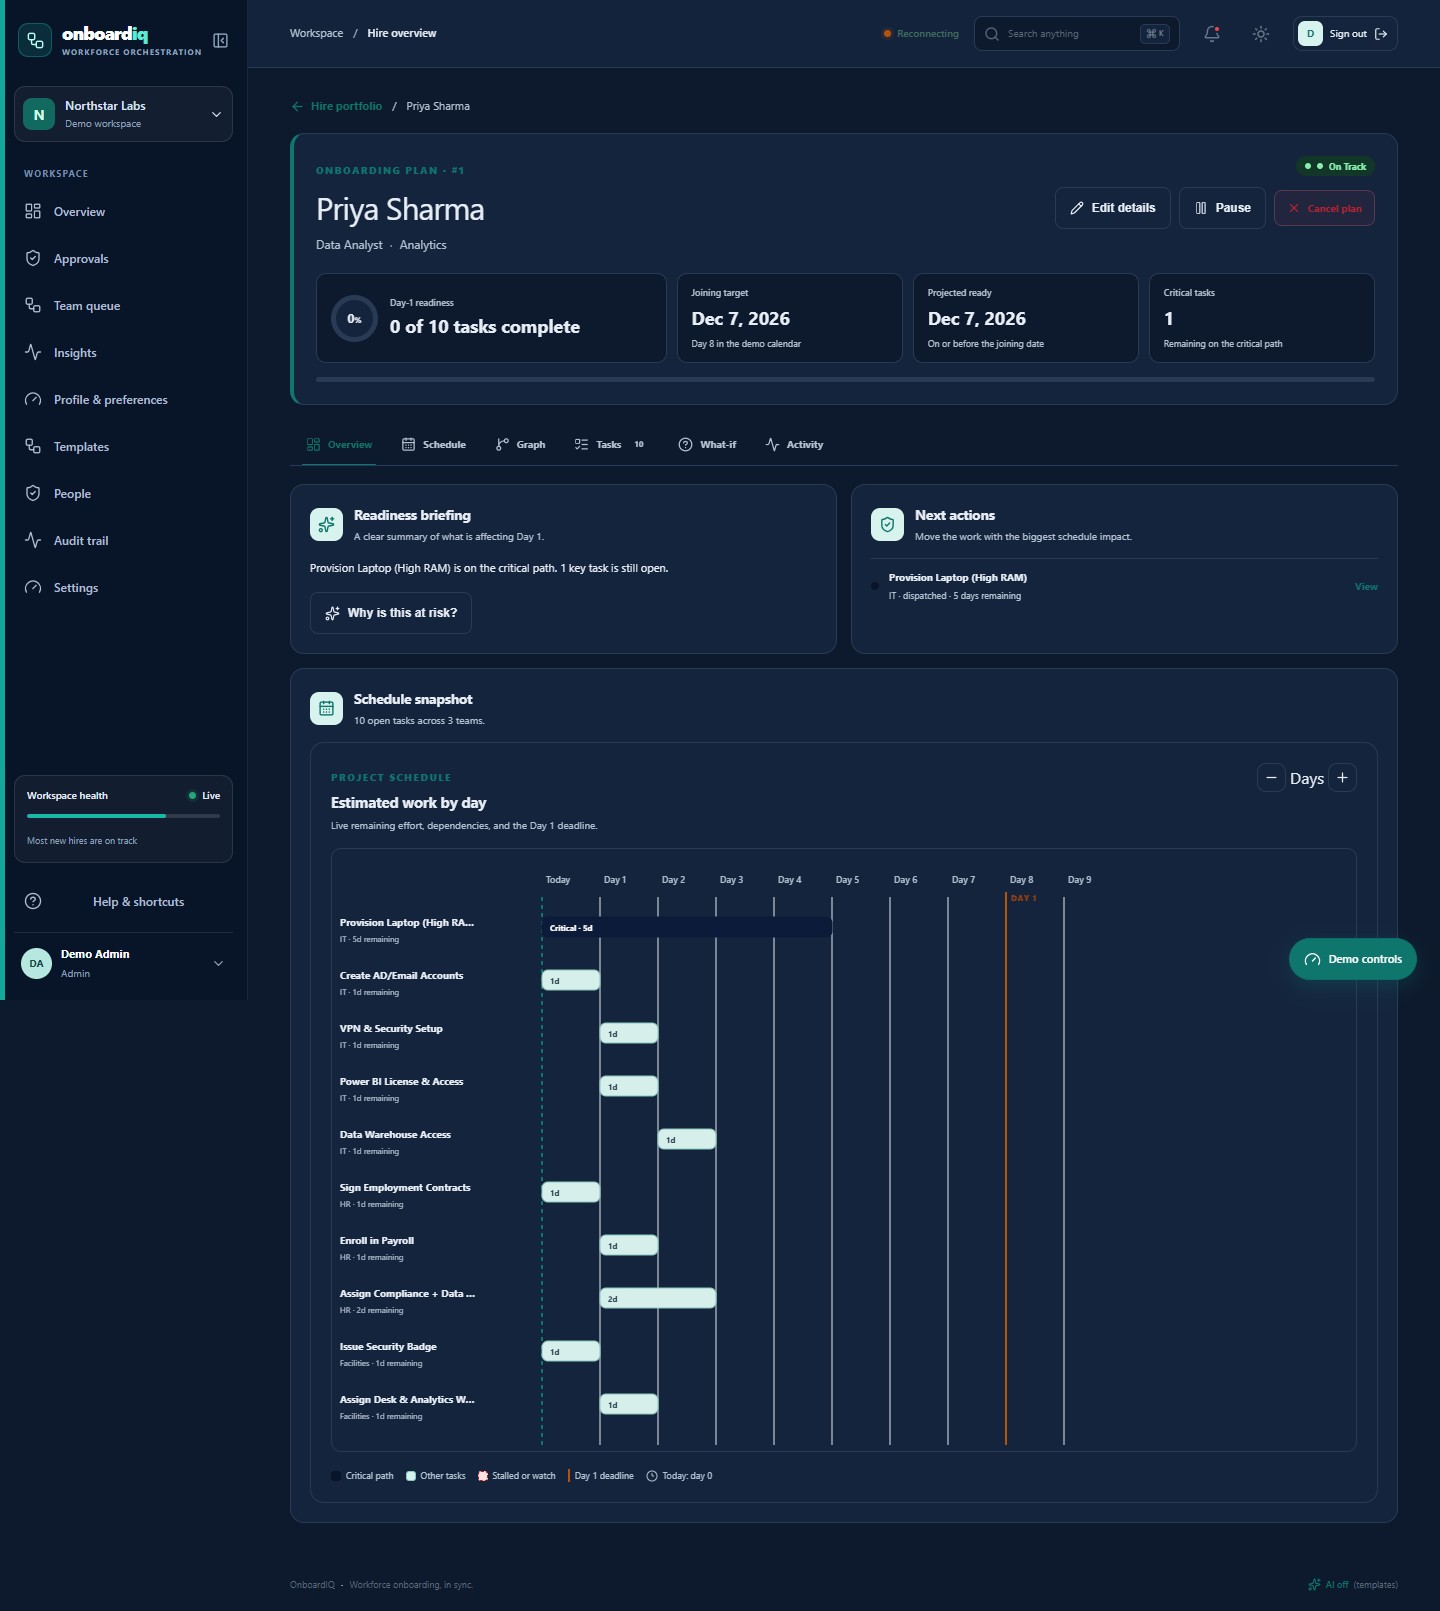 onboardiq
WORKFORCE ORCHESTRATION
N
Northstar Labs
Demo workspace
WORKSPACE
Overview
Approvals
Team queue
Insights
Profile & preferences
Templates
People
Audit trail
Settings
Workspace health
Live
Most new hires are on track
Help & shortcuts
DA
Demo Admin
Admin
Workspace / Hire overview
Reconnecting
Search anything
⌘ K
D
Sign out
Hire portfolio / Priya Sharma
ONBOARDING PLAN · #1
On Track
Priya Sharma
Data Analyst · Analytics
Edit details
Pause
Cancel plan
0%
Day-1 readiness
0 of 10 tasks complete
Joining target
Dec 7, 2026
Day 8 in the demo calendar
Projected ready
Dec 7, 2026
On or before the joining date
Critical tasks
1
Remaining on the critical path
Overview
Schedule
Graph
Tasks 10
What-if
Activity
Readiness briefing
A clear summary of what is affecting Day 1.
Provision Laptop (High RAM) is on the critical path. 1 key task is still open.
Why is this at risk?
Next actions
Move the work with the biggest schedule impact.
Provision Laptop (High RAM)
IT · dispatched · 5 days remaining
View
Schedule snapshot
10 open tasks across 3 teams.
PROJECT SCHEDULE
Estimated work by day
Live remaining effort, dependencies, and the Day 1 deadline.
Days
Today Day 1 Day 2 Day 3 Day 4 Day 5 Day 6 Day 7 Day 8 Day 9
DAY 1
Provision Laptop (High RA...
IT · 5d remaining
Critical · 5d
Create AD/Email Accounts
IT · 1d remaining
1d
VPN & Security Setup
IT · 1d remaining
1d
Power BI License & Access
IT · 1d remaining
1d
Data Warehouse Access
IT · 1d remaining
1d
Sign Employment Contracts
HR · 1d remaining
1d
Enroll in Payroll
HR · 1d remaining
1d
Assign Compliance + Data ...
HR · 2d remaining
2d
Issue Security Badge
Facilities · 1d remaining
1d
Assign Desk & Analytics W...
Facilities · 1d remaining
1d
Critical path
Other tasks
Stalled or watch
Day 1 deadline
Today: day 0
Demo controls
OnboardIQ · Workforce onboarding, in sync.
AI off (templates)